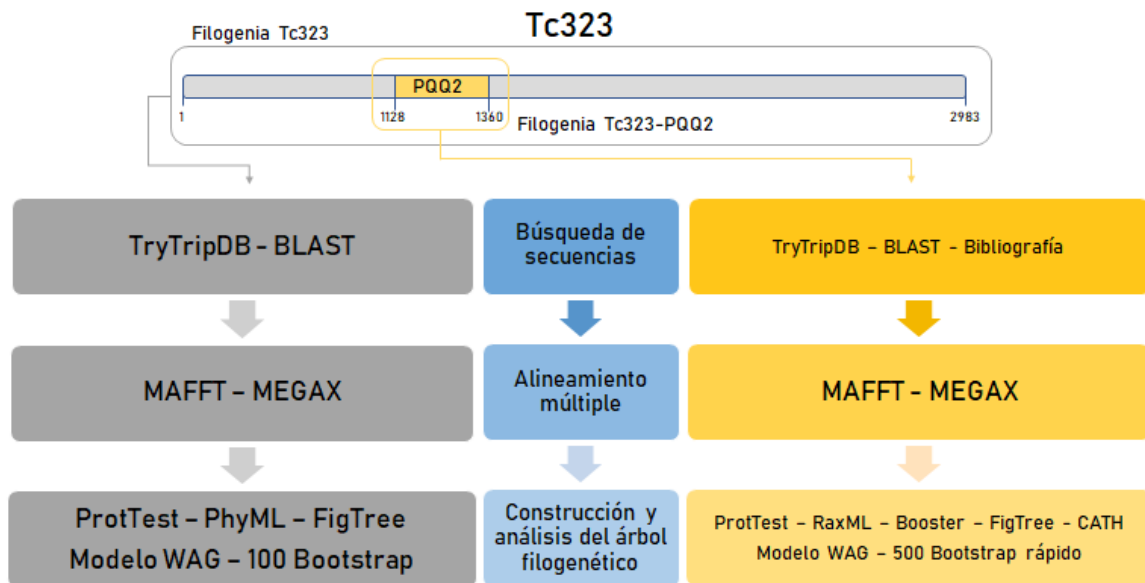 Tc323
Filogenia Tc323
PQQ2
1
1128
1360
2983
Filogenia Tc323-PQQ2
TryTripDB - BLAST
Búsqueda de
secuencias
TryTripDB - BLAST - Bibliografía
MAFFT - MEGAX
Alineamiento
múltiple
MAFFT - MEGAX
ProtTest - PhyML - FigTree
Modelo WAG - 100 Bootstrap
Construcción y
análisis del árbol
filogenético
ProtTest - RaxML - Booster - FigTree - CATH
Modelo WAG - 500 Bootstrap rápido